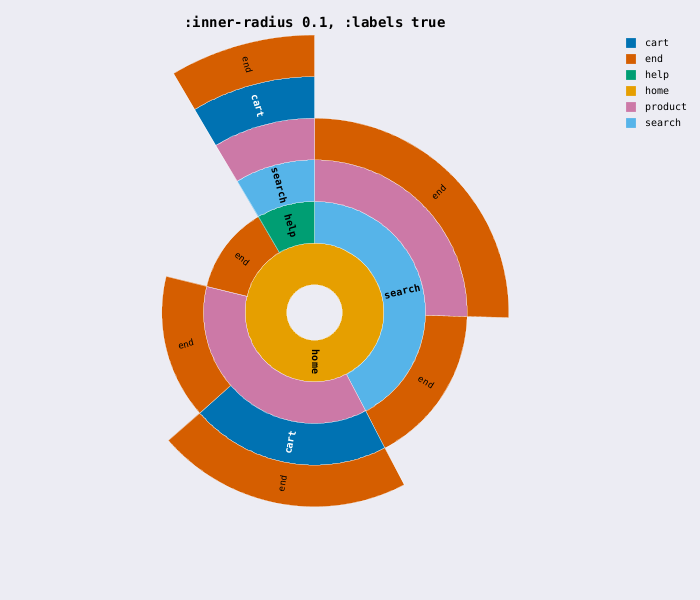 :inner-radius 0.1, :labels true
cart
end
help
home
product
search
end
cart
search
help
end
end
search
home
end
end
cart
end